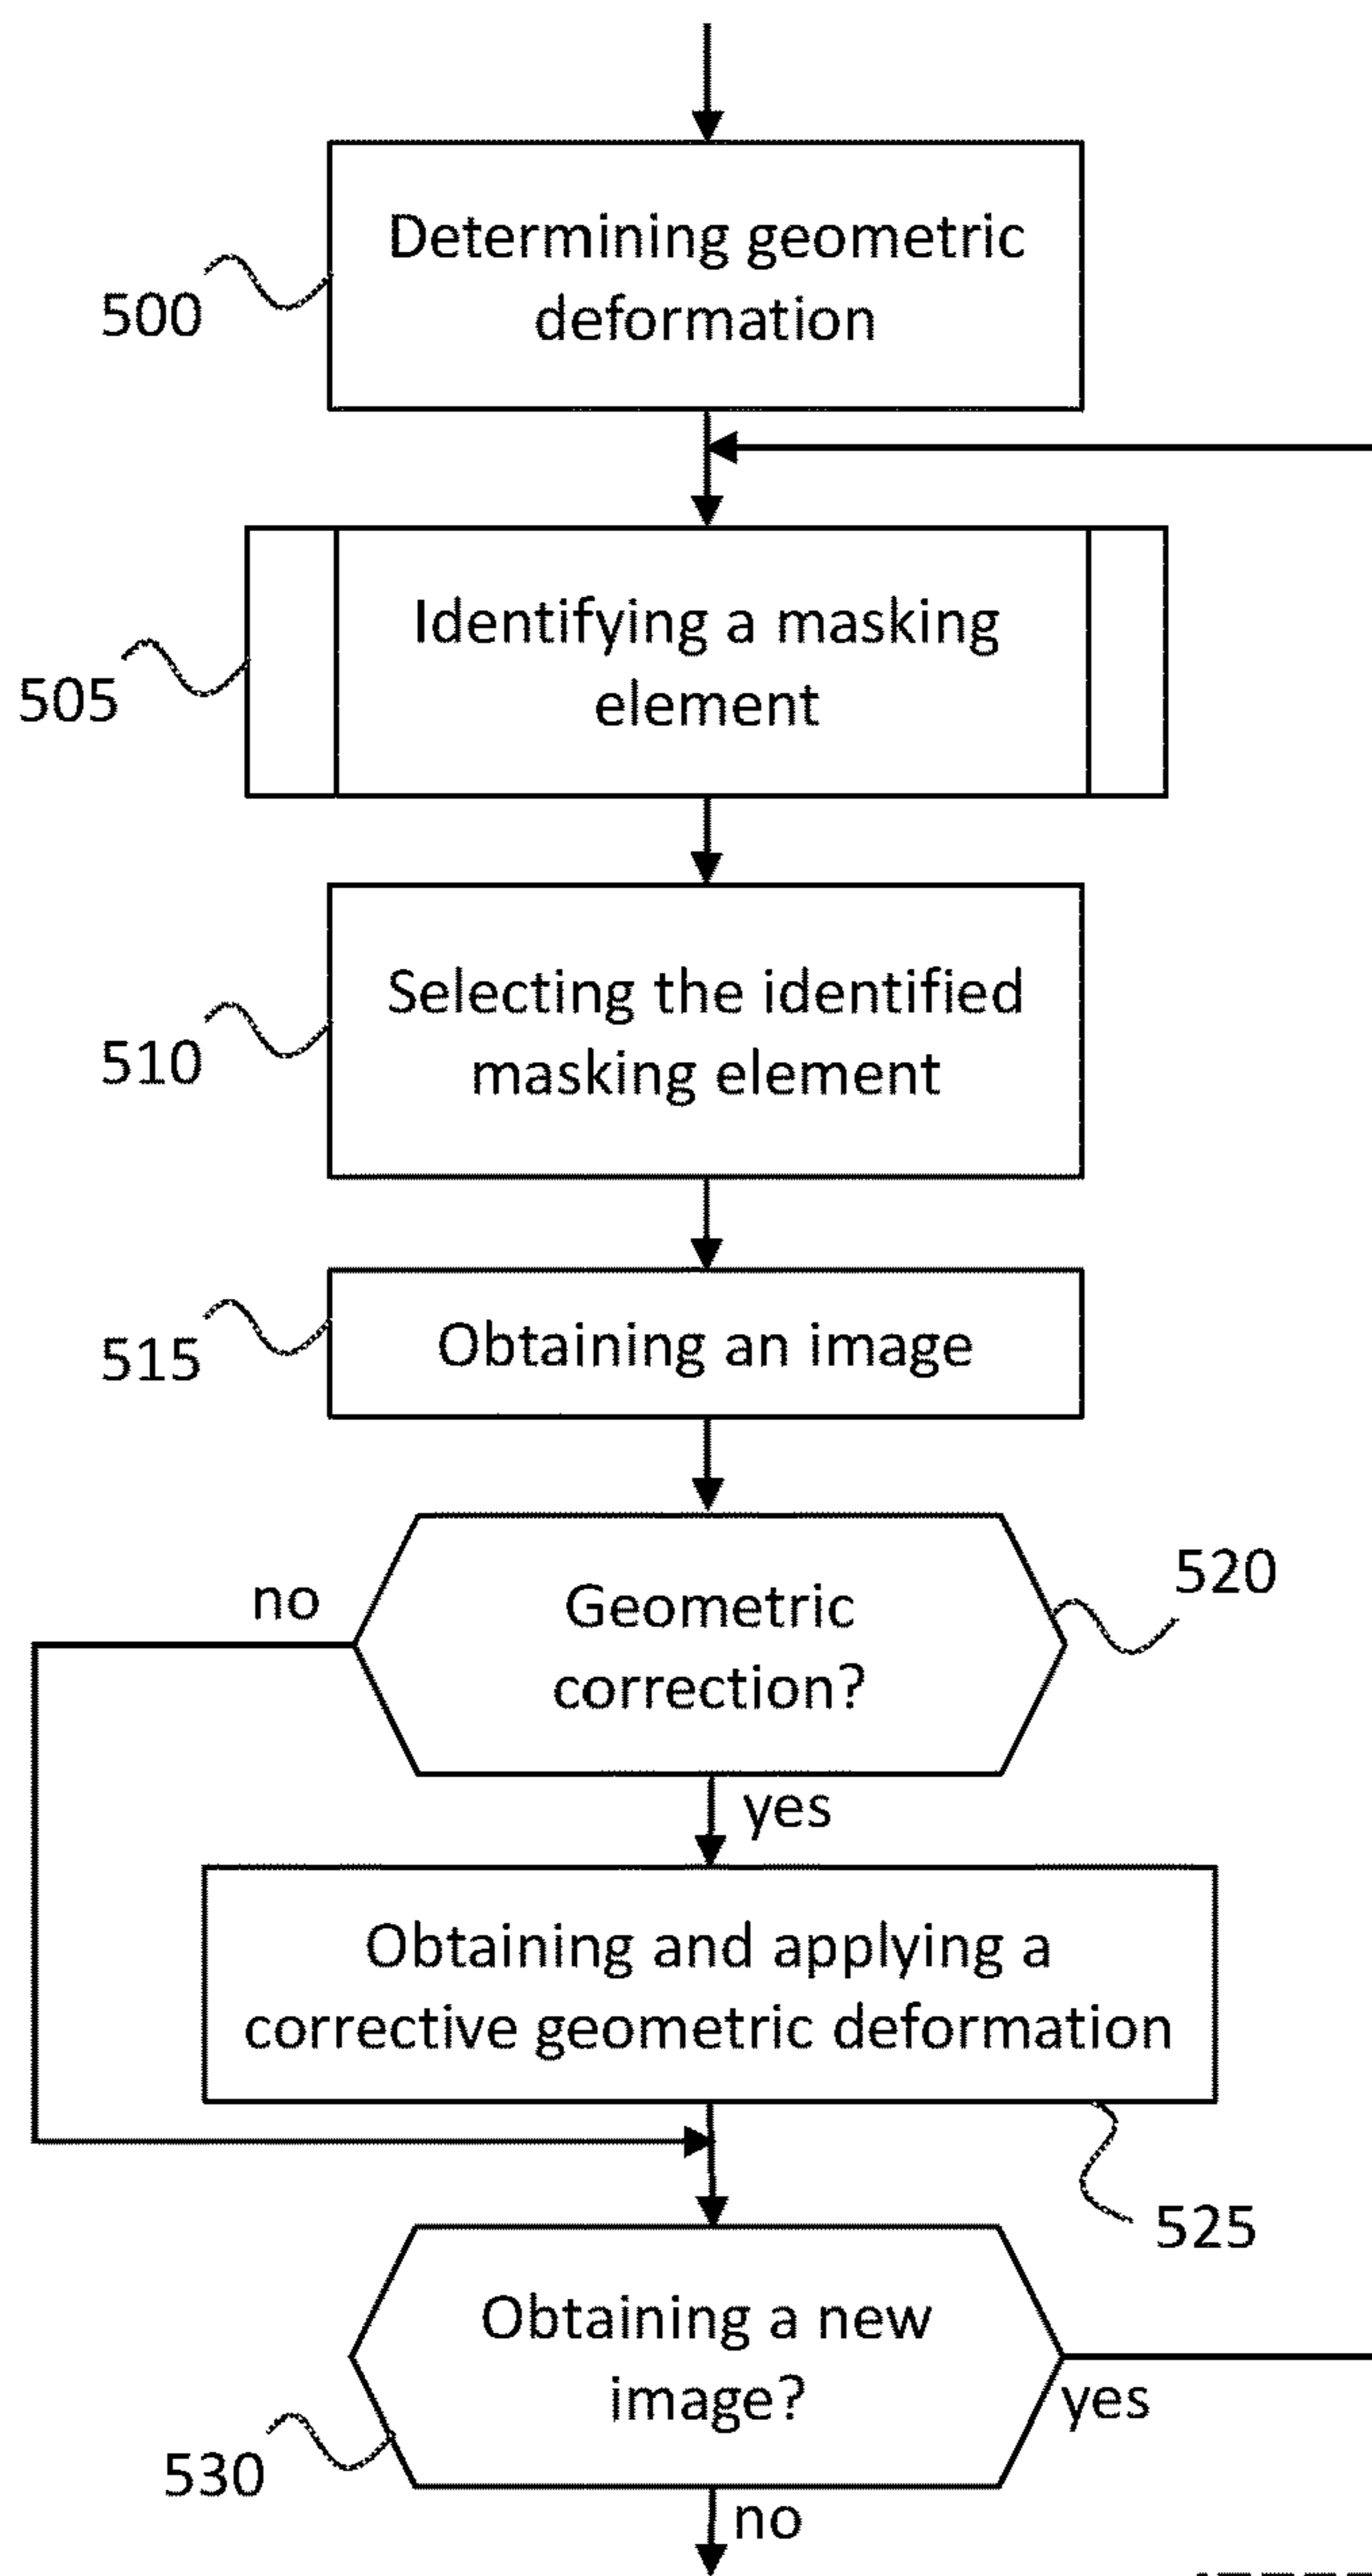 Determining geometric
deformation
500
Identifying a masking
element
505
Selecting the identified
masking element
510
Obtaining an image
515
Geometric
correction?
520
no
yes
Obtaining and applying a
corrective geometric deformation
525
Obtaining a new
image?
yes
530
no